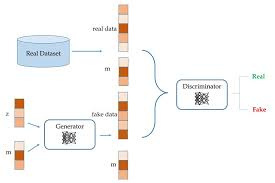 real data
Real Dataset
m
Discriminator
Real
Fake
z
Generator
fake data
m
m